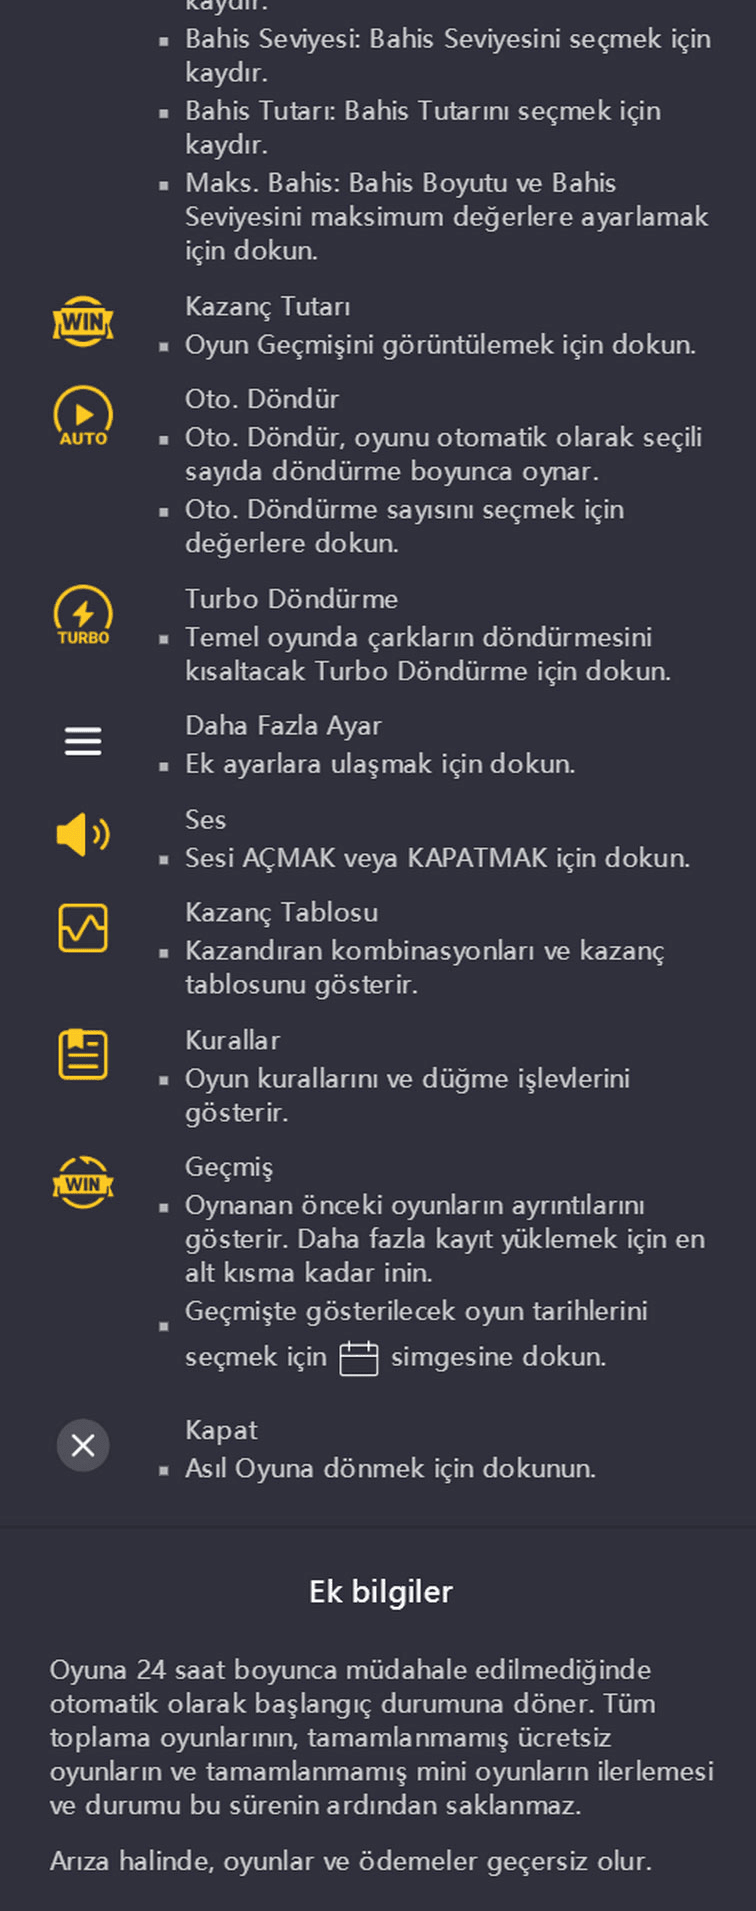 kaydır.
Bahis Seviyesi: Bahis Seviyesini seçmek için
kaydır.
Bahis Tutarı: Bahis Tutarını seçmek için
kaydır.
Maks. Bahis: Bahis Boyutu ve Bahis
Seviyesini maksimum değerlere ayarlamak
için dokun.
WIN
Kazanç Tutarı
Oyun Geçmişini görüntülemek için dokun.
AUTO
Oto. Döndür
Oto. Döndür, oyunu otomatik olarak seçili
sayıda döndürme boyunca oynar.
Oto. Döndürme sayısını seçmek için
değerlere dokun.
TURBO
Turbo Döndürme
Temel oyunda çarkların döndürmesini
kısaltacak Turbo Döndürme için dokun.
Daha Fazla Ayar
Ek ayarlara ulaşmak için dokun.
Ses
Sesi AÇMAK veya KAPATMAK için dokun.
Kazanç Tablosu
Kazandıran kombinasyonları ve kazanç
tablosunu gösterir.
Kurallar
Oyun kurallarını ve düğme işlevlerini
gösterir.
WIN
Geçmiş
Oynanan önceki oyunların ayrıntılarını
gösterir. Daha fazla kayıt yüklemek için en
alt kısma kadar inin.
Geçmişte gösterilecek oyun tarihlerini
seçmek için simgesine dokun.
Kapat
Asıl Oyuna dönmek için dokunun.
Ek bilgiler
Oyuna 24 saat boyunca müdahale edilmediğinde
otomatik olarak başlangıç durumuna döner. Tüm
toplama oyunlarının, tamamlanmamış ücretsiz
oyunların ve tamamlanmamış mini oyunların ilerlemesi
ve durumu bu sürenin ardından saklanmaz.
Arıza halinde, oyunlar ve ödemeler geçersiz olur.